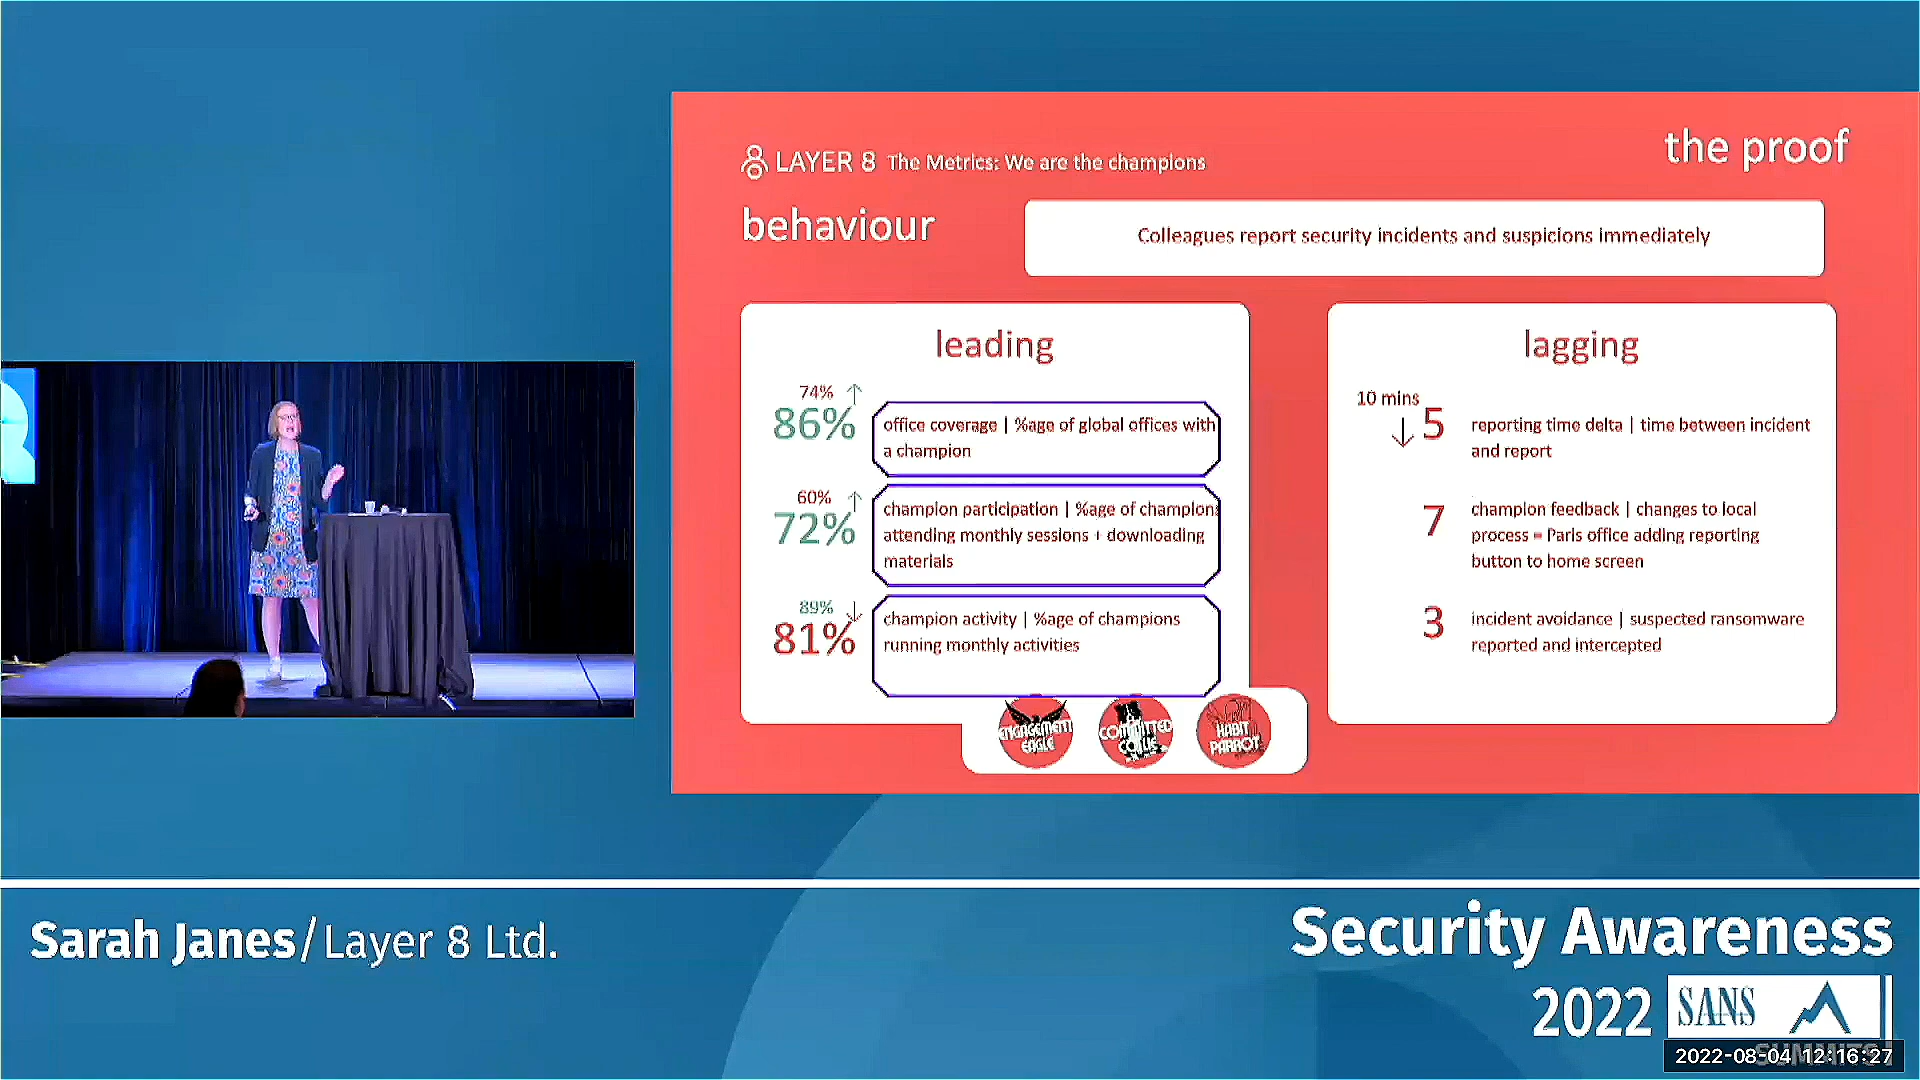 LAYER 8 The Metrics: We are the champions
the proof
behaviour
Colleagues report security incidents and suspicions immediately
leading
74%
86%
office coverage | %age of global offices with
a champion
60%
72%
champion participation | %age of champions
attending monthly sessions + downloading
materials
89%
81%
champion activity | %age of champions
running monthly activities
ENGAGEMENT
EAGLE
COMMITTED
COLLIE
HABIT
PARROT
lagging
10 mins
5
reporting time delta | time between incident
and report
7
champion feedback | changes to local
process = Paris office adding reporting
button to home screen
3
incident avoidance | suspected ransomware
reported and intercepted
Sarah Janes/Layer 8 Ltd.
Security Awareness
2022
SANS
SUMMITS
2022-08-04 12:16:27